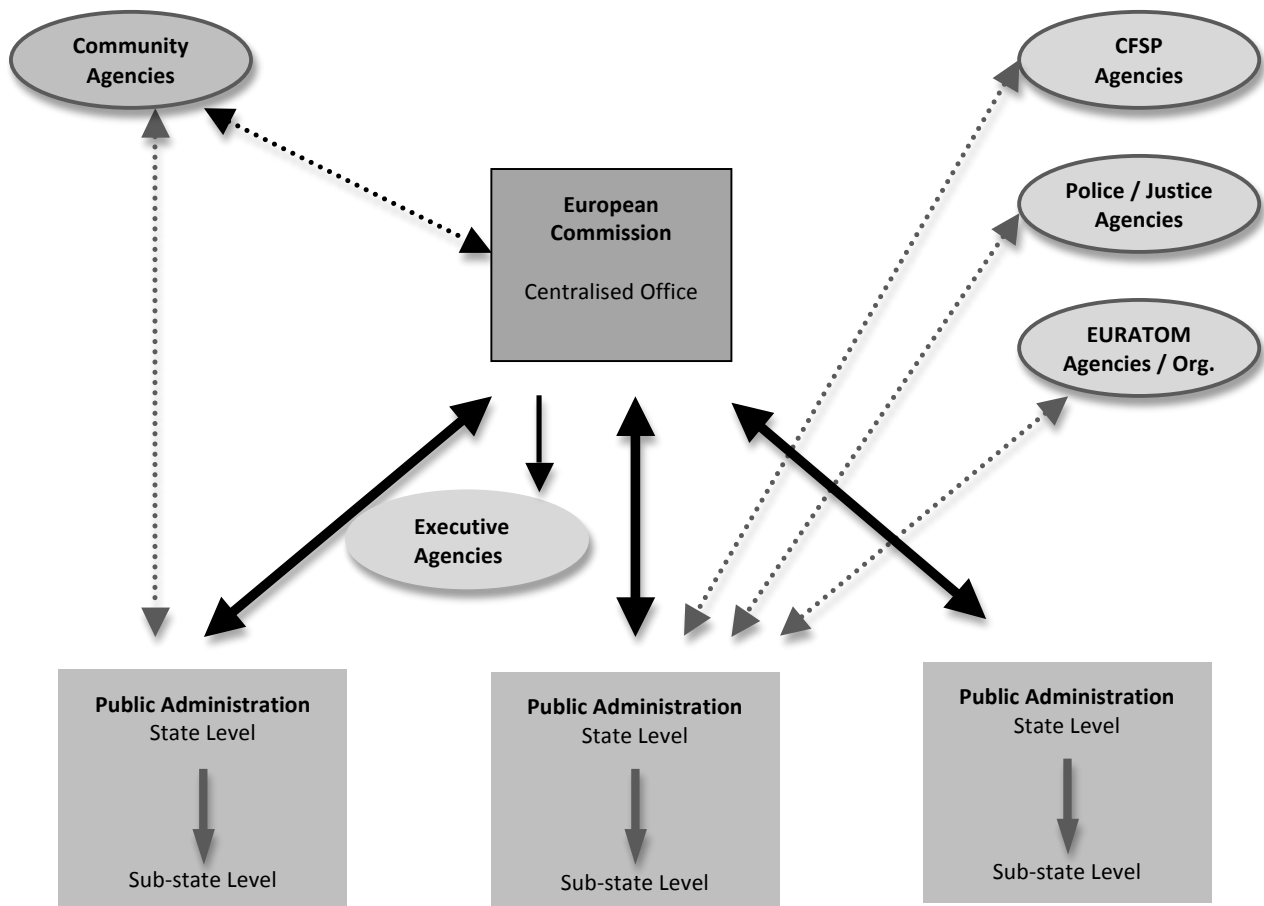 Community
Agencies
CFSP
Agencies
European
Commission
Centralised Office
Police / Justice
Agencies
EURATOM
Agencies / Org.
Executive
Agencies
Public Administration
State Level
Sub-state Level
Public Administration
State Level
Sub-state Level
Public Administration
State Level
Sub-state Level